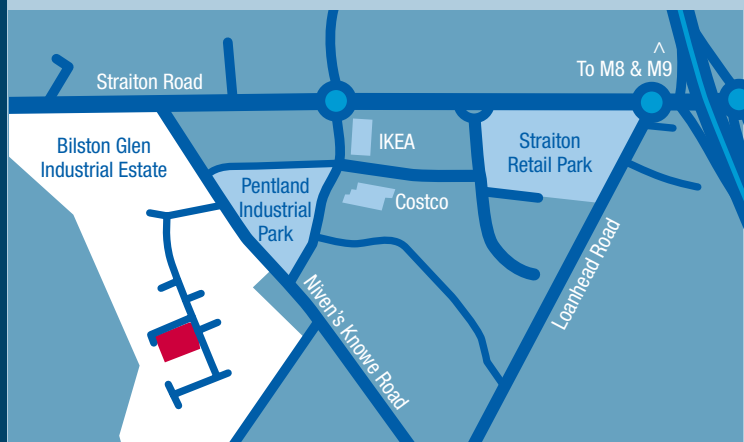 ^
To M8 & M9
Straiton Road
Bilston Glen
Industrial Estate
IKEA
Straiton
Retail Park
Pentland
Industrial
Park
Costco
Niven's Knowe Road
Loanhead Road